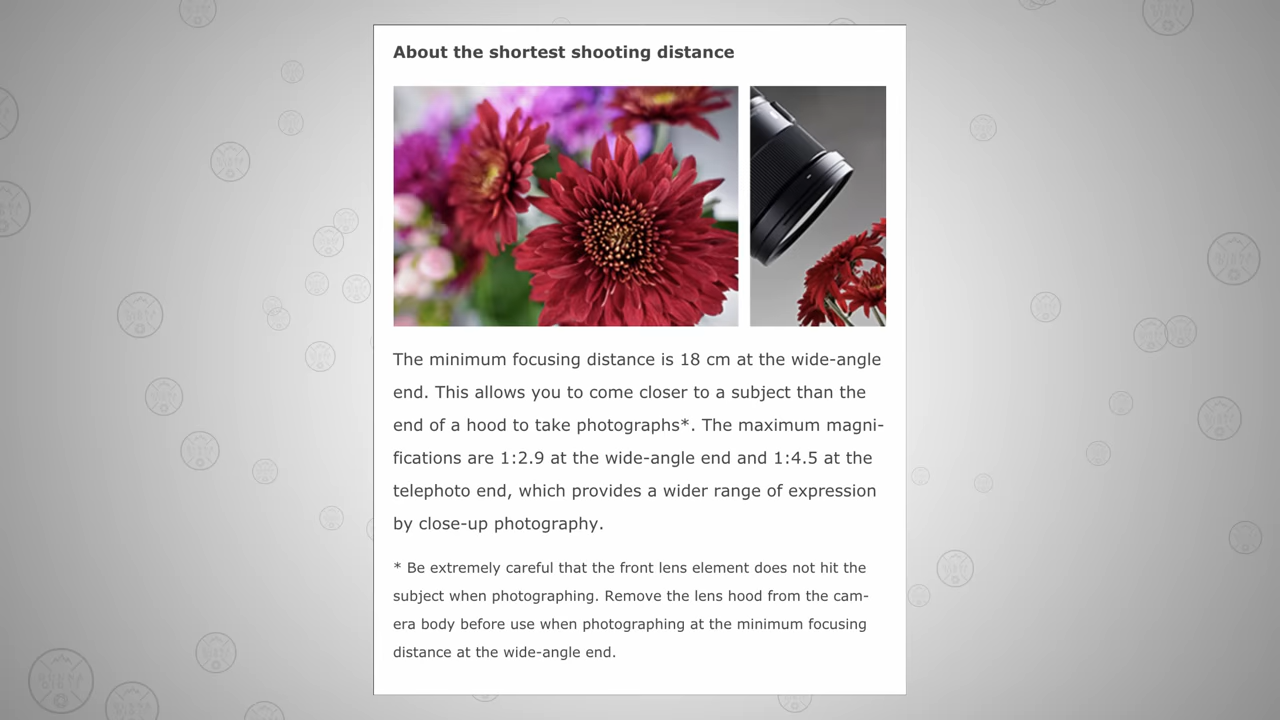 About the shortest shooting distance
The minimum focusing distance is 18 cm at the wide-angle
end. This allows you to come closer to a subject than the
end of a hood to take photographs*. The maximum magni-
fications are 1:2.9 at the wide-angle end and 1:4.5 at the
telephoto end, which provides a wider range of expression
by close-up photography.
* Be extremely careful that the front lens element does not hit the
subject when photographing. Remove the lens hood from the cam-
era body before use when photographing at the minimum focusing
distance at the wide-angle end.